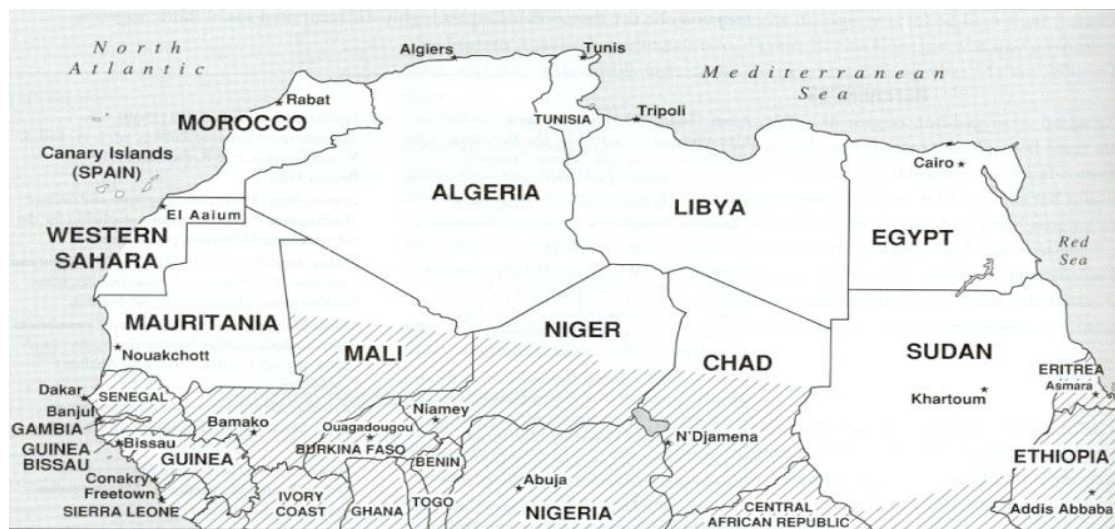 North
Atlantic
Algiers
Tunis
Mediterranean
Sea
Rabat
MOROCCO
TUNISIA
Tripoli
Canary Islands
(SPAIN)
Cairo
El Aaium
ALGERIA
LIBYA
EGYPT
WESTERN
SAHARA
Red
Sea
MAURITANIA
Nouakchott
MALI
NIGER
CHAD
SUDAN
Khartoum
ERITREA
Asmara
Dakar
SENEGAL
Banjul
GAMBIA
GUINEA
BISSAU
Bissau
Bamako
Niamey
Ouagadougou
BURKINA FASO
N'Djamena
GUINEA
BENIN
ETHIOPIA
Conakry
Freetown
SIERRA LEONE
IVORY
COAST
GHANA
TOGO
Abuja
NIGERIA
CENTRAL
AFRICAN REPUBLIC
Addis Abbaba